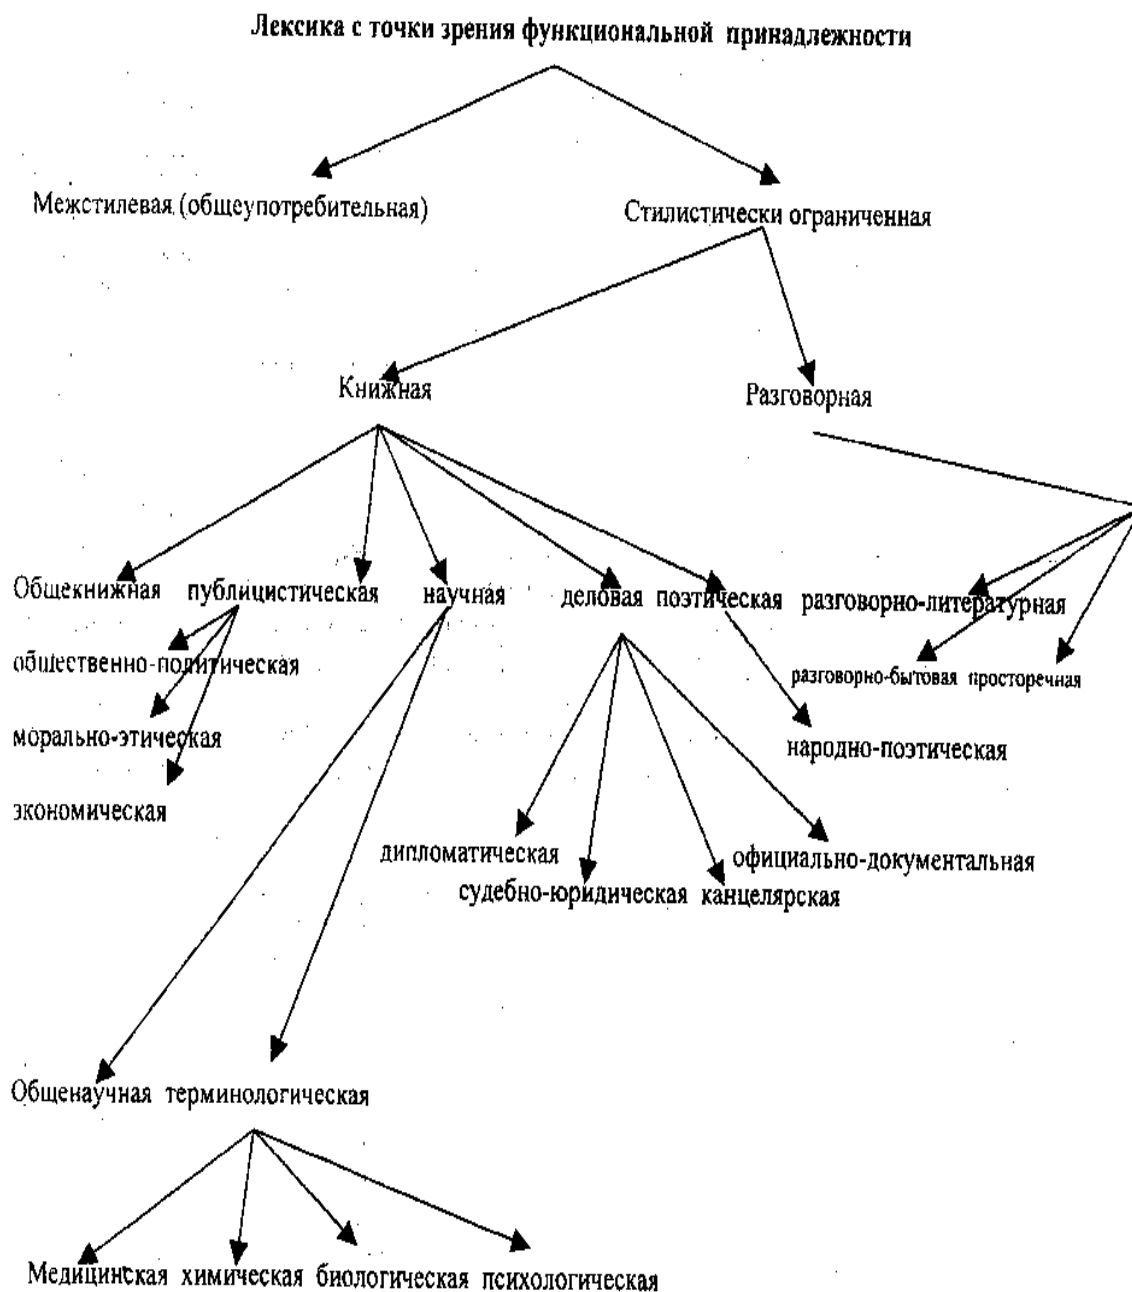 Лексика с точки зрения функциональной принадлежности
Межстилевая (общеупотребительная)
Стилистически ограниченная
Книжная
Разговорная
Общекнижная публицистическая научная деловая поэтическая разговорно-литературная
общественно-политическая
разговорно-бытовая просторечная
морально-этическая
народно-поэтическая
экономическая
дипломатическая
официально-документальная
судебно-юридическая канцелярская
Общенаучная терминологическая
Медицинская химическая биологическая психологическая